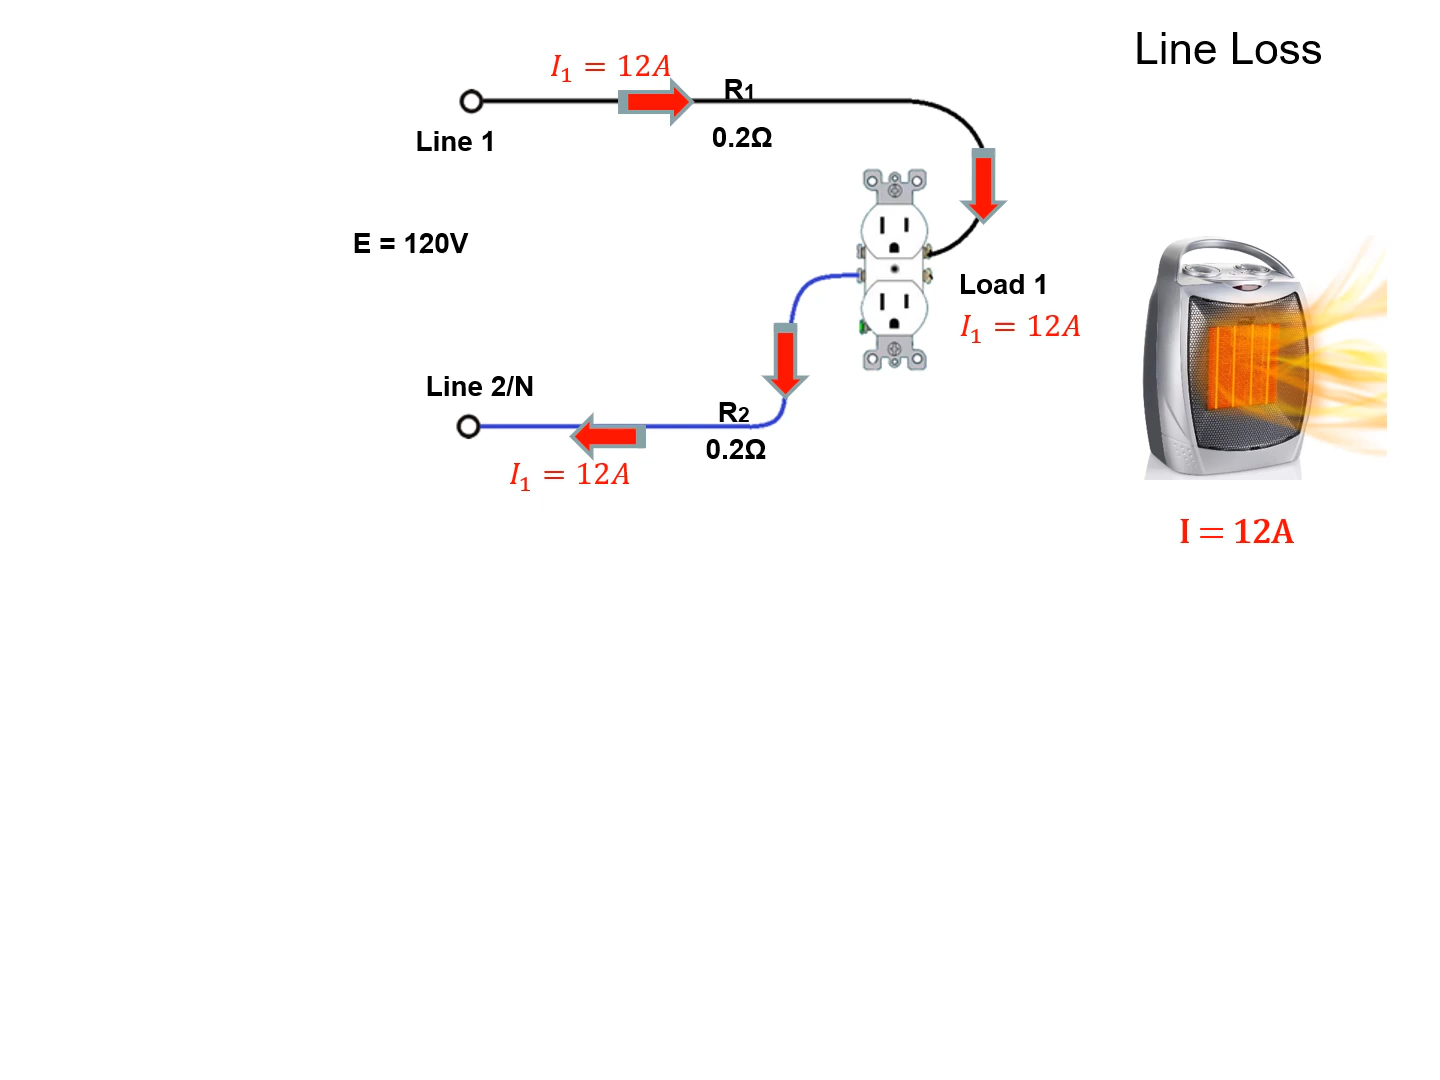 Line Loss
I₁ = 12A
R1
Line 1
0.2Ω
E = 120V
Load 1
I₁ = 12A
Line 2/N
R2
0.2Ω
I₁ = 12A
I = 12A